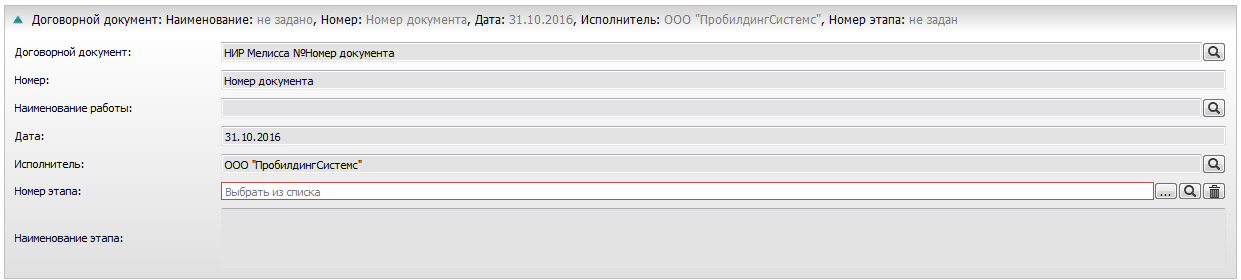 Договорной документ: Наименование: не задано, Номер: Номер документа, Дата: 31.10.2016, Исполнитель: ООО "ПробилдингСистемс", Номер этапа: не задан
Договорной документ: НИР Мелисса №Номер документа
Номер: Номер документа
Наименование работы:
Дата: 31.10.2016
Исполнитель: ООО "ПробилдингСистемс"
Номер этапа: Выбрать из списка ...
Наименование этапа: